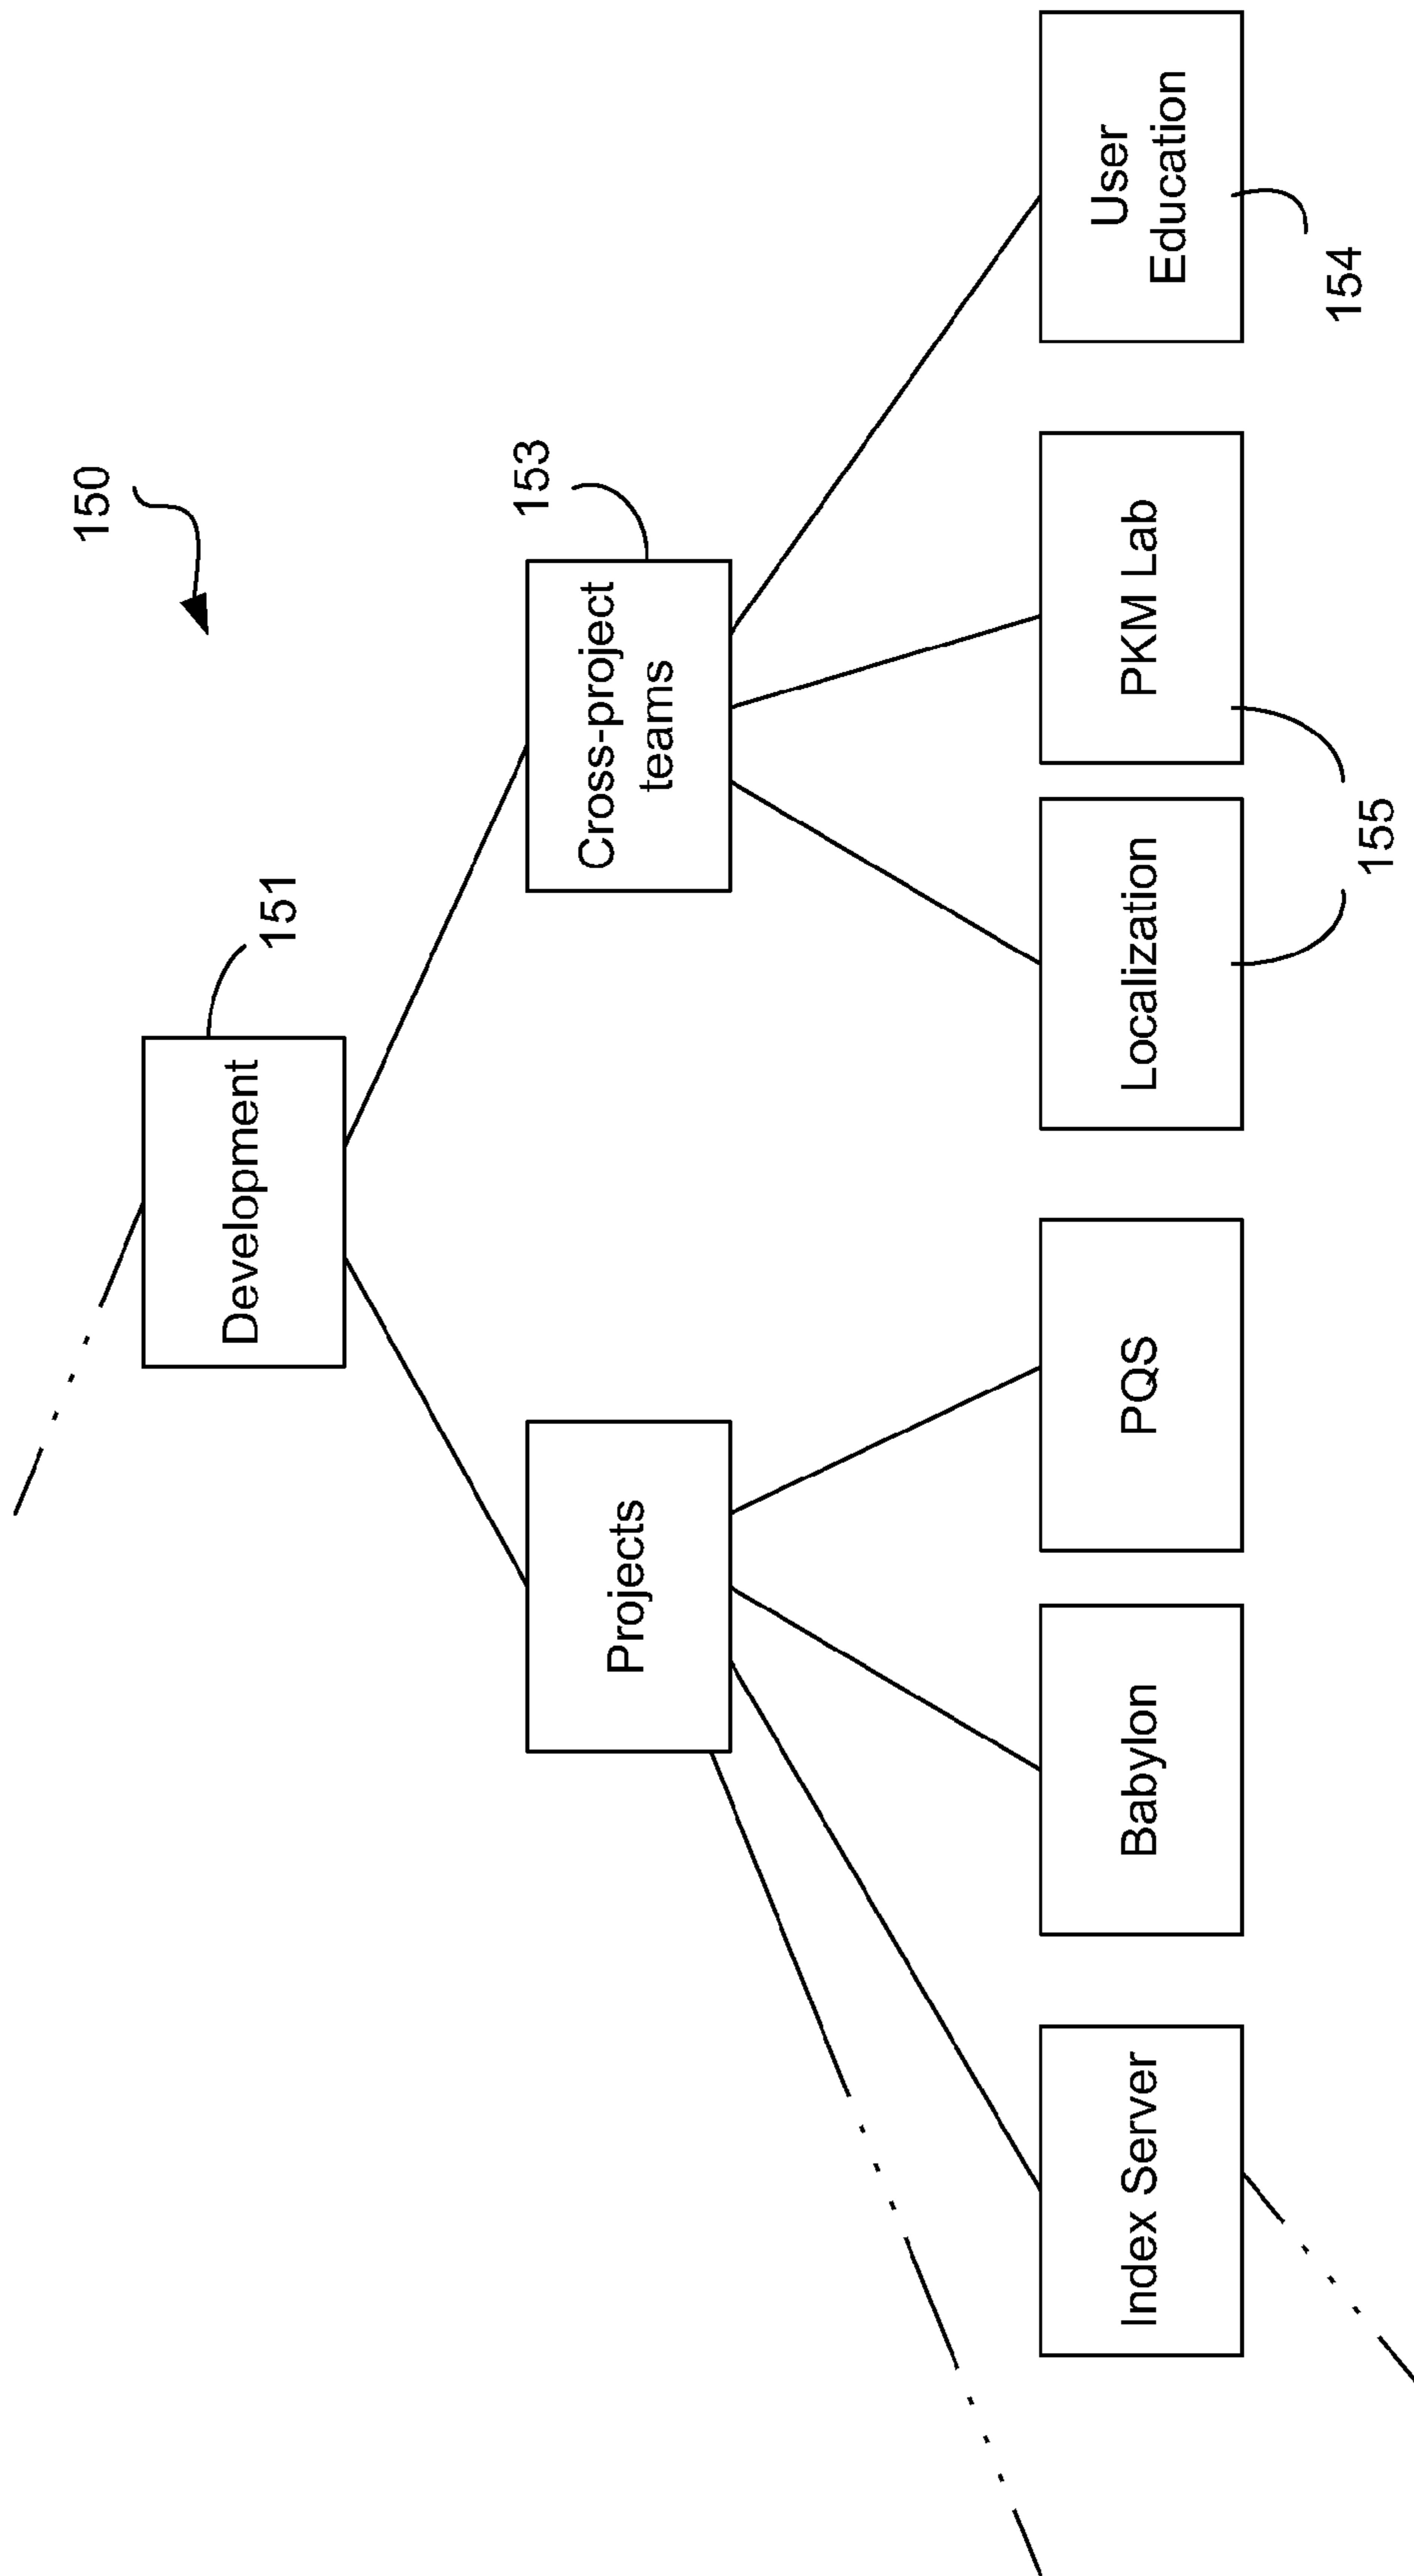 150
Development
151
Projects
Cross-project
teams
153
Index Server
Babylon
PQS
Localization
PKM Lab
User
Education
155
154